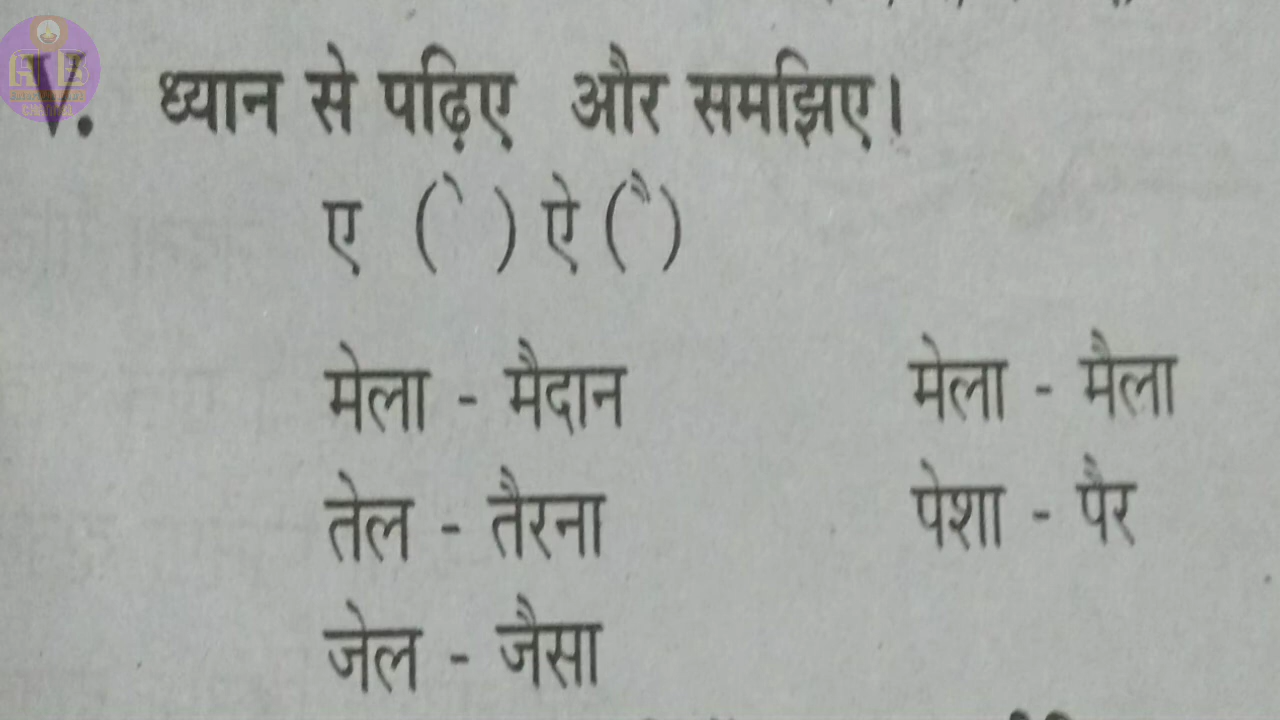 V. ध्यान से पढ़िए और समझिए।
ए ( े ) ऐ ( ै )
मेला - मैदान मेला - मैला
तेल - तैरना पेशा - पैर
जेल - जैसा